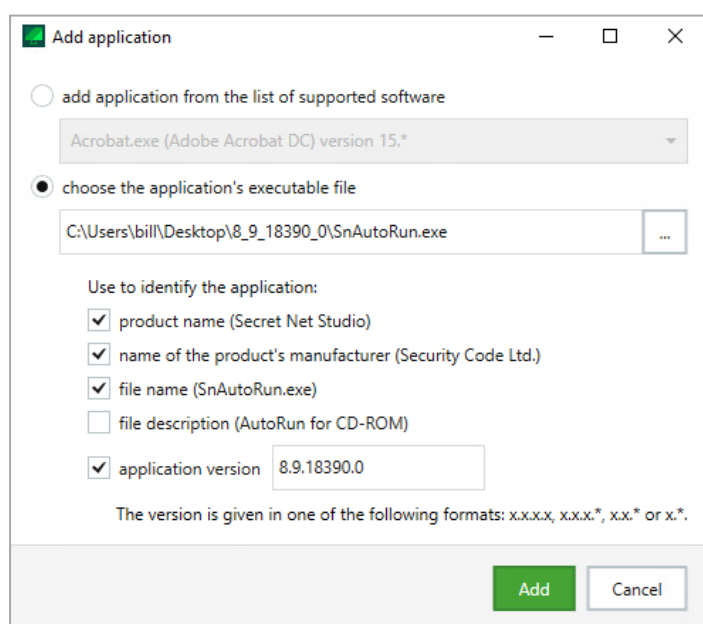 Add application
add application from the list of supported software
Acrobat.exe (Adobe Acrobat DC) version 15.*
choose the application's executable file
C:\Users\bill\Desktop\8_9_18390_0\SnAutoRun.exe
...
Use to identify the application:
product name (Secret Net Studio)
name of the product's manufacturer (Security Code Ltd.)
file name (SnAutoRun.exe)
file description (AutoRun for CD-ROM)
application version 8.9.18390.0
The version is given in one of the following formats: x.x.x.x, x.x.x.*, x.x.* or x.*.
Add Cancel